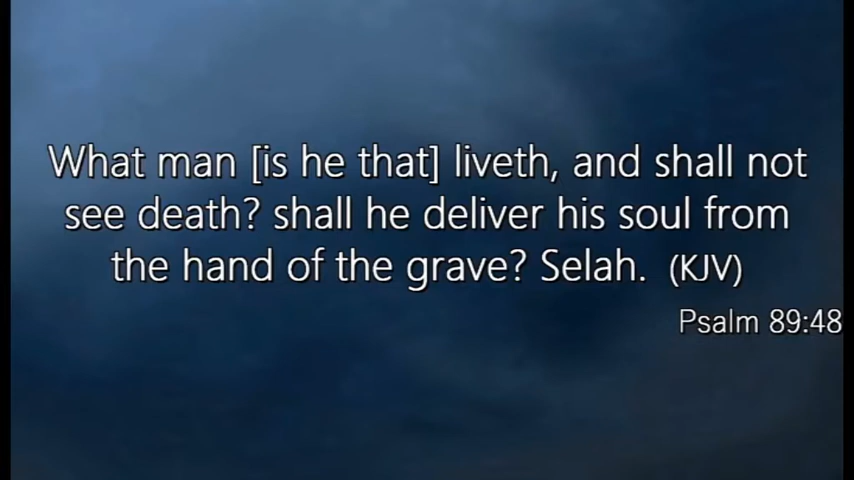 What man [is he that] liveth, and shall not
see death? shall he deliver his soul from
the hand of the grave? Selah. (KJV)
Psalm 89:48